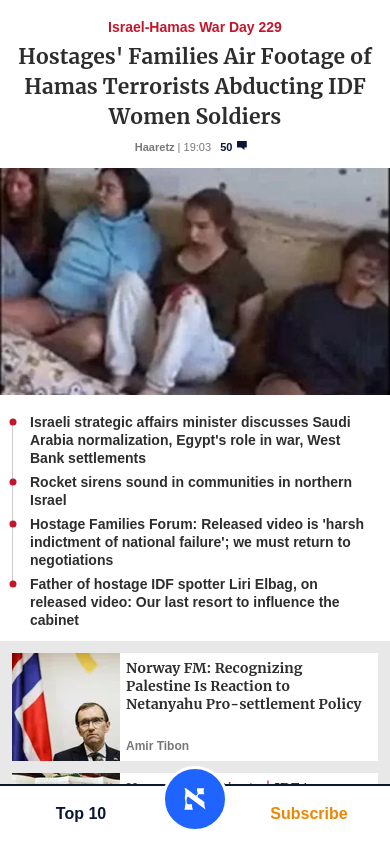 Israel-Hamas War Day 229
Hostages' Families Air Footage of
Hamas Terrorists Abducting IDF
Women Soldiers
Haaretz | 19:03 50
Israeli strategic affairs minister discusses Saudi
Arabia normalization, Egypt's role in war, West
Bank settlements
Rocket sirens sound in communities in northern
Israel
Hostage Families Forum: Released video is 'harsh
indictment of national failure'; we must return to
negotiations
Father of hostage IDF spotter Liri Elbag, on
released video: Our last resort to influence the
cabinet
Norway FM: Recognizing
Palestine Is Reaction to
Netanyahu Pro-settlement Policy
Amir Tibon
Top 10
Subscribe